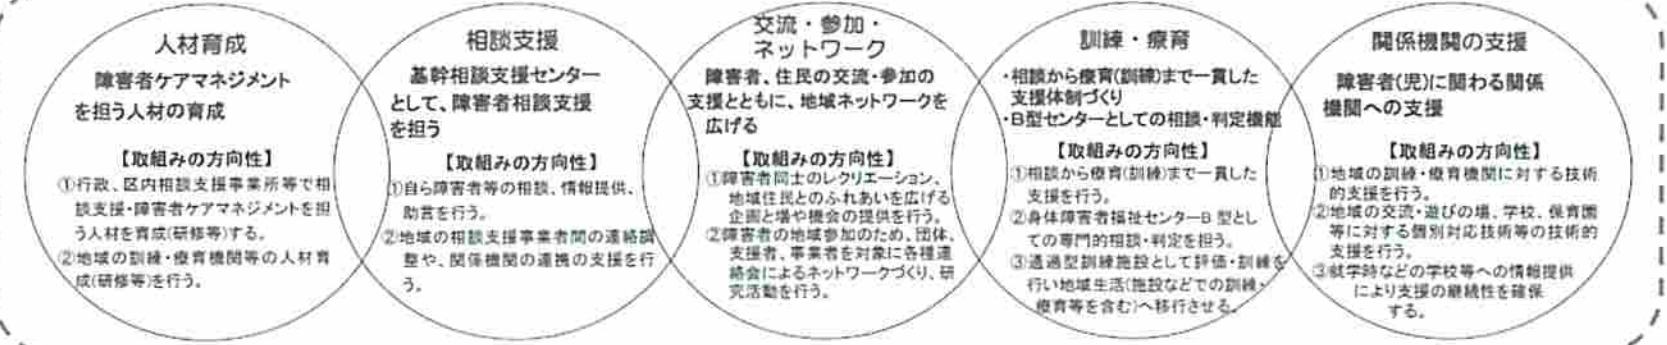 人材育成
障害者ケアマネジメント
を担う人材の育成
【取組みの方向性】
①行政、区内相談支援事業所等で相
談支援・障害者ケアマネジメントを担
う人材を育成(研修等)する。
②地域の訓練・療育機関等の人材育
成(研修等)を行う。
相談支援
基幹相談支援センター
として、障害者相談支援
を担う
【取組みの方向性】
①自ら障害者等の相談、情報提供、
助言を行う。
②地域の相談支援事業者間の連絡調
整や、関係機関の連携の支援を行
う。
交流・参加・
ネットワーク
障害者、住民の交流・参加の
支援とともに、地域ネットワークを
広げる
【取組みの方向性】
①障害者同士のレクリエーション、
地域住民とのふれあいを広げる
企画と場や機会の提供を行う。
②障害者の地域参加のため、団体、
支援者、事業者を対象に各種連
絡会によるネットワークづくり、研
究活動を行う。
訓練・療育
・相談から療育(訓練)まで一貫した
支援体制づくり
・B型センターとしての相談・判定機能
【取組みの方向性】
①相談から療育(訓練)まで一貫した
支援を行う。
②身体障害者福祉センターB型とし
ての専門的相談・判定を担う。
③通過型訓練施設として評価・訓練を
行い地域生活(施設などでの訓練・
療育等を含む)へ移行させる。
関係機関の支援
障害者(児)に関わる関係
機関への支援
【取組みの方向性】
①地域の訓練・療育機関に対する技術
的支援を行う。
②地域の交流・遊びの場、学校、保育園
等に対する個別対応技術等の技術的
支援を行う。
③就学時などの学校等への情報提供
により支援の継続性を確保
する。